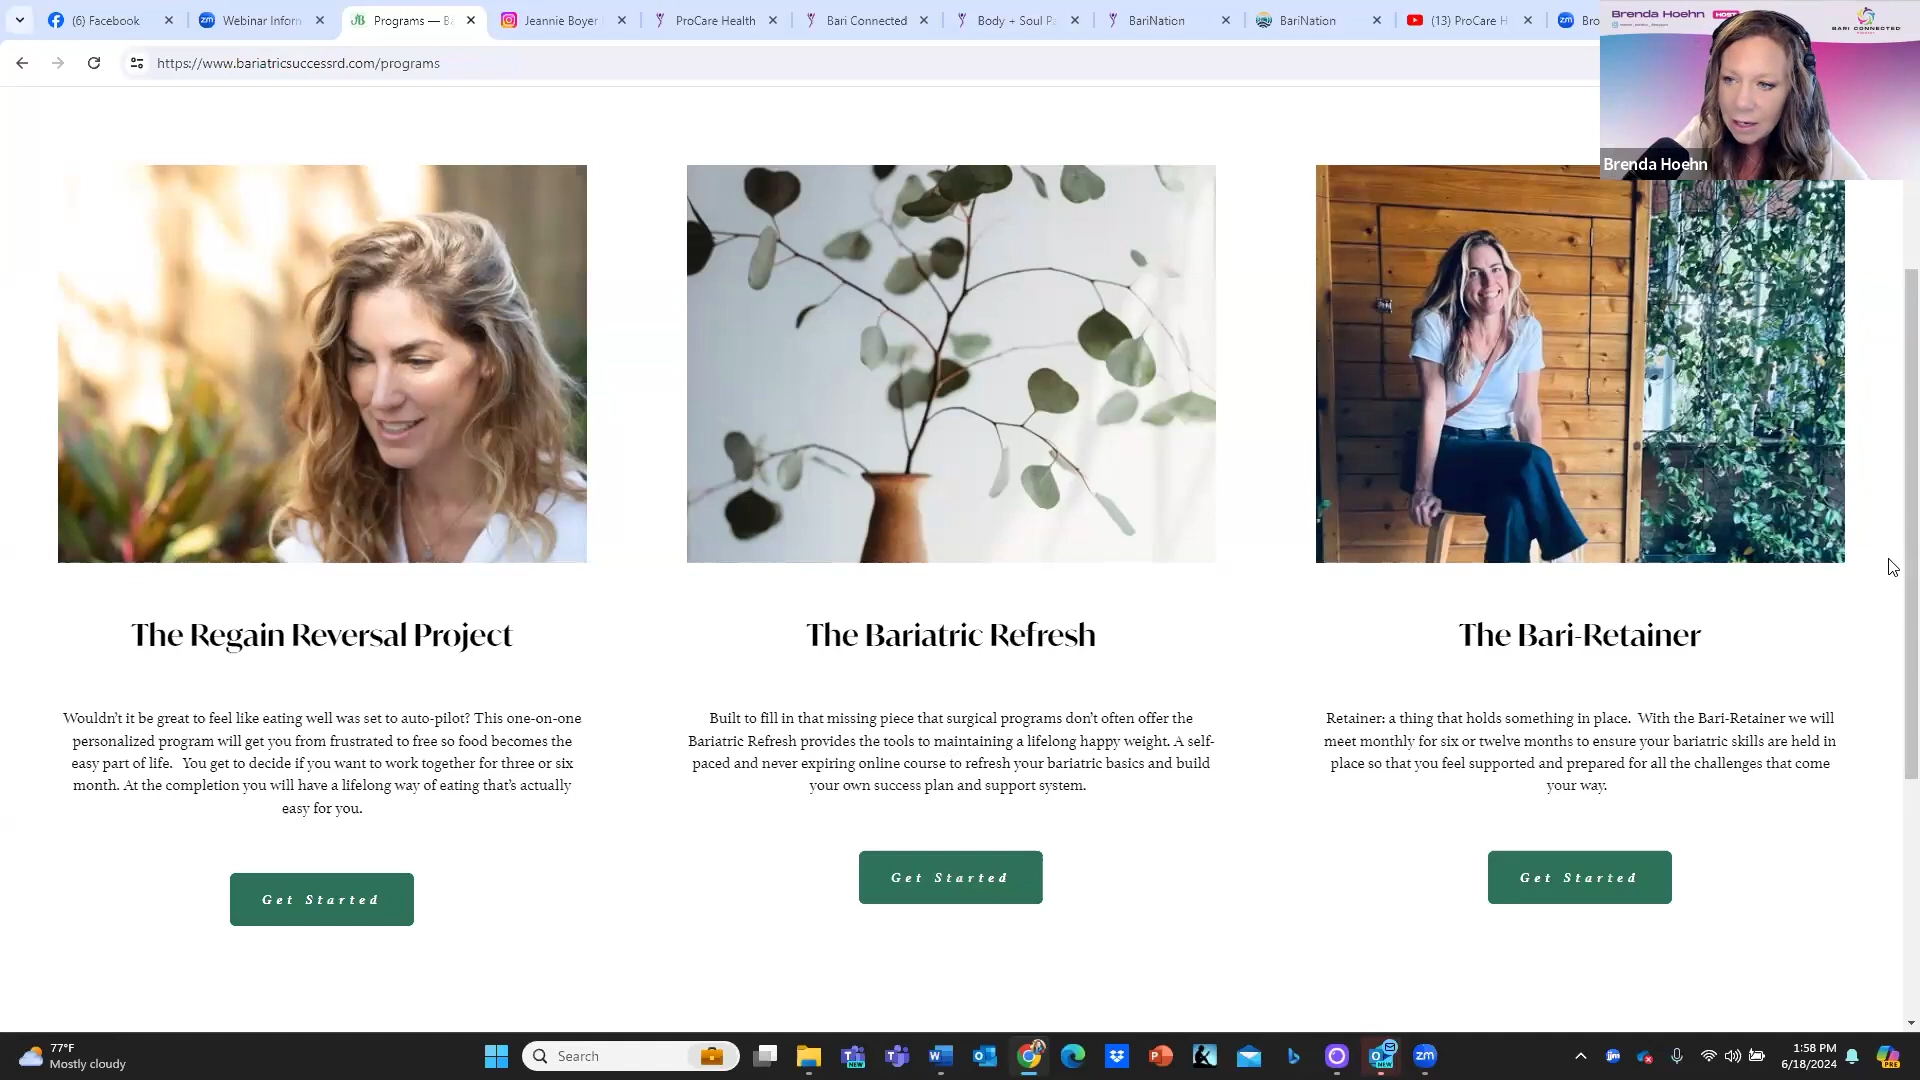 (6) Facebook
Webinar Inform
Programs — Ba
Jeannie Boyer
ProCare Health
Bari Connected
Body + Soul Pa
BariNation
BariNation
(13) ProCare H
Bro
https://www.bariatricsuccessrd.com/programs
Brenda Hoehn HOST
BARI CONNECTED
Brenda Hoehn
The Regain Reversal Project
Wouldn't it be great to feel like eating well was set to auto-pilot? This one-on-one
personalized program will get you from frustrated to free so food becomes the
easy part of life. You get to decide if you want to work together for three or six
month. At the completion you will have a lifelong way of eating that's actually
easy for you.
Get Started
The Bariatric Refresh
Built to fill in that missing piece that surgical programs don't often offer the
Bariatric Refresh provides the tools to maintaining a lifelong happy weight. A self-
paced and never expiring online course to refresh your bariatric basics and build
your own success plan and support system.
Get Started
The Bari-Retainer
Retainer: a thing that holds something in place. With the Bari-Retainer we will
meet monthly for six or twelve months to ensure your bariatric skills are held in
place so that you feel supported and prepared for all the challenges that come
your way.
Get Started
77°F
Mostly cloudy
Search
1:58 PM
6/18/2024